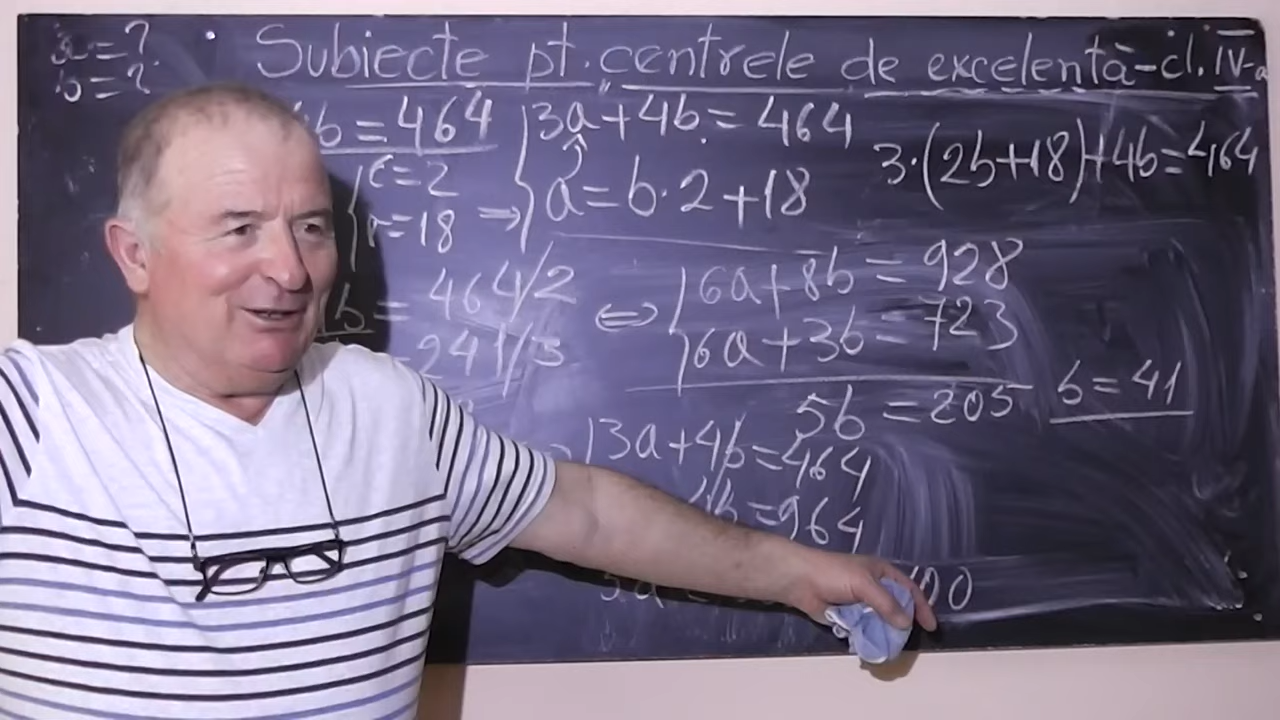 a=?
b=?
Subiecte pt. centrele de excelență-cl. IV-a
b=464
c=2
r=18 ⇒
3a+4b=464
a=b·2+18
3·(2b+18)+4b=464
b=464/2
=241/3
⇔
6a+8b=928
6a+3b=723
5b=205
b=41
3a+4b=464
4b=964
3a
00